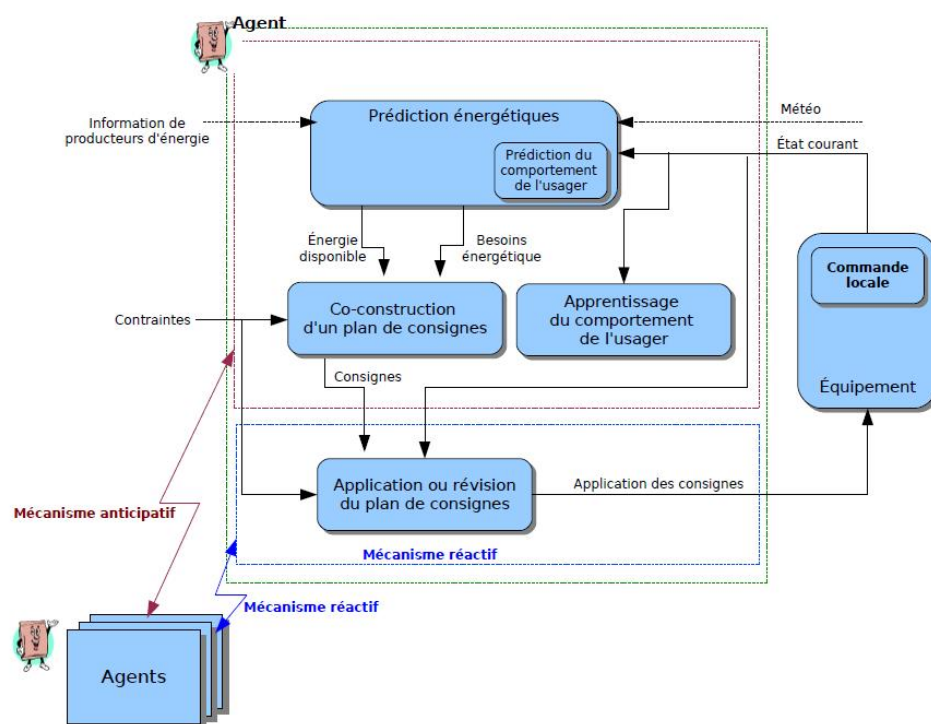 Agent
Information de
producteurs d'énergie
Prédiction énergétiques
Prédiction du
comportement
de l'usager
Météo
État courant
Énergie
disponible
Besoins
énergétique
Commande
locale
Équipement
Contraintes
Co-construction
d'un plan de consignes
Apprentissage
du comportement
de l'usager
Consignes
Application ou révision
du plan de consignes
Application des consignes
Mécanisme anticipatif
Mécanisme réactif
Mécanisme réactif
Agents